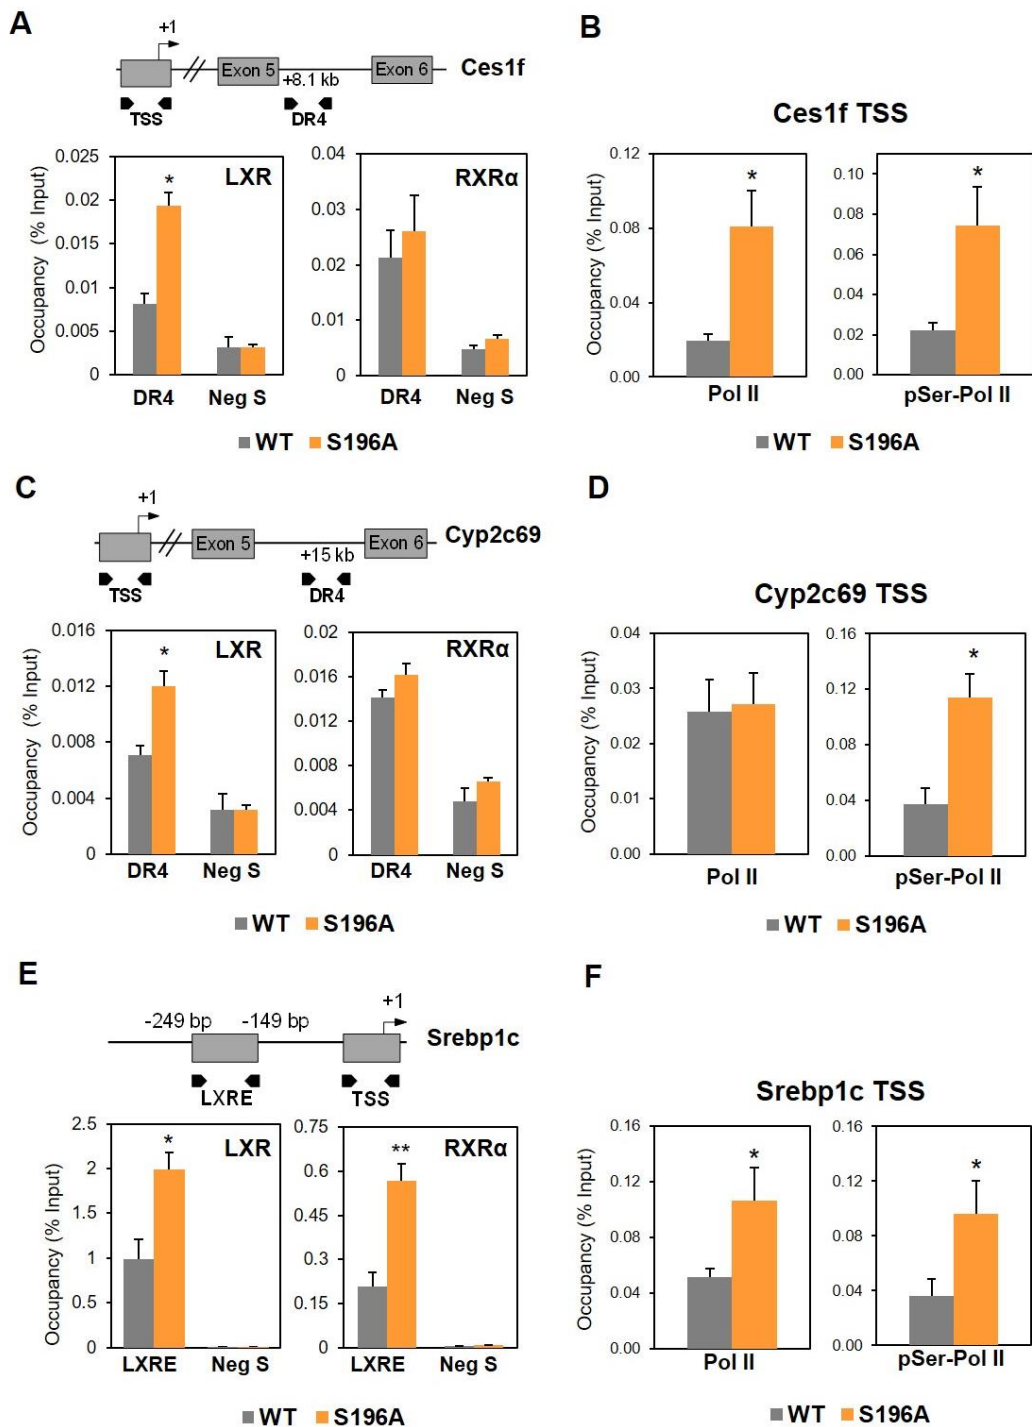 A
+1
Exon 5
+8.1 kb
Exon 6
Ces1f
TSS
DR4
Occupancy (% Input)
0.025
0.02
0.015
0.01
0.005
0
*
LXR
DR4 Neg S
0.04
0.03
0.02
0.01
0
RXRα
DR4 Neg S
WT S196A
B
Ces1f TSS
Occupancy (% Input)
0.12
0.08
0.04
0.00
*
Pol II
0.10
0.08
0.06
0.04
0.02
0.00
*
pSer-Pol II
WT S196A
C
+1
Exon 5
+15 kb
Exon 6
Cyp2c69
TSS
DR4
Occupancy (% Input)
0.016
0.012
0.008
0.004
0
*
LXR
DR4 Neg S
0.02
0.016
0.012
0.008
0.004
0
RXRα
DR4 Neg S
WT S196A
D
Cyp2c69 TSS
Occupancy (% Input)
0.04
0.03
0.02
0.01
0.00
Pol II
0.16
0.12
0.08
0.04
0.00
*
pSer-Pol II
WT S196A
E
-249 bp
-149 bp
+1
Srebp1c
LXRE
TSS
Occupancy (% Input)
2.5
2
1.5
1
0.5
0
*
LXR
LXRE Neg S
0.75
0.6
0.45
0.3
0.15
0
**
RXRα
LXRE Neg S
WT S196A
F
Srebp1c TSS
Occupancy (% Input)
0.16
0.12
0.08
0.04
0.00
*
Pol II
0.16
0.12
0.08
0.04
0.00
*
pSer-Pol II
WT S196A